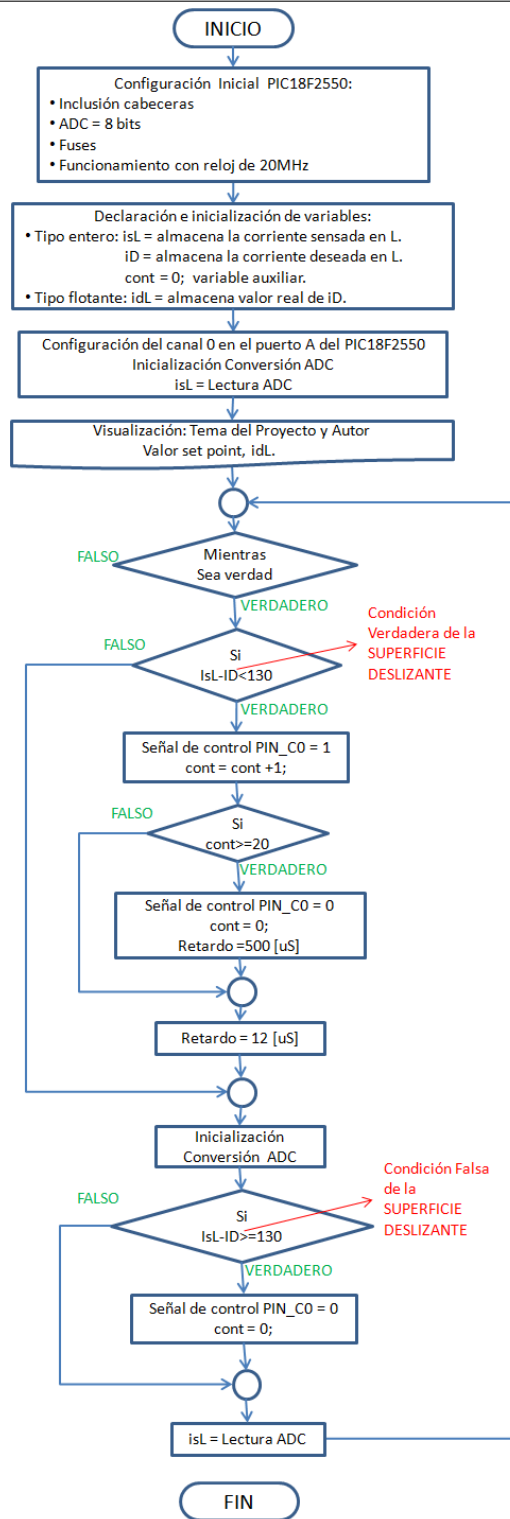 INICIO
Configuración Inicial PIC18F2550:
• Inclusión cabeceras
• ADC = 8 bits
• Fuses
• Funcionamiento con reloj de 20MHz
Declaración e inicialización de variables:
• Tipo entero: isL = almacena la corriente sensada en L.
iD = almacena la corriente deseada en L.
cont = 0; variable auxiliar.
• Tipo flotante: idL = almacena valor real de iD.
Configuración del canal 0 en el puerto A del PIC18F2550
Inicialización Conversión ADC
isL = Lectura ADC
Visualización: Tema del Proyecto y Autor
Valor set point, idL.
FALSO
Mientras
Sea verdad
VERDADERO
Condición
Verdadera de la
SUPERFICIE
DESLIZANTE
FALSO
Si
IsL-ID<130
VERDADERO
Señal de control PIN_C0 = 1
cont = cont +1;
FALSO
Si
cont>=20
VERDADERO
Señal de control PIN_C0 = 0
cont = 0;
Retardo =500 [uS]
Retardo = 12 [uS]
Inicialización
Conversión ADC
Condición Falsa
de la
SUPERFICIE
DESLIZANTE
FALSO
Si
IsL-ID>=130
VERDADERO
Señal de control PIN_C0 = 0
cont = 0;
isL = Lectura ADC
FIN